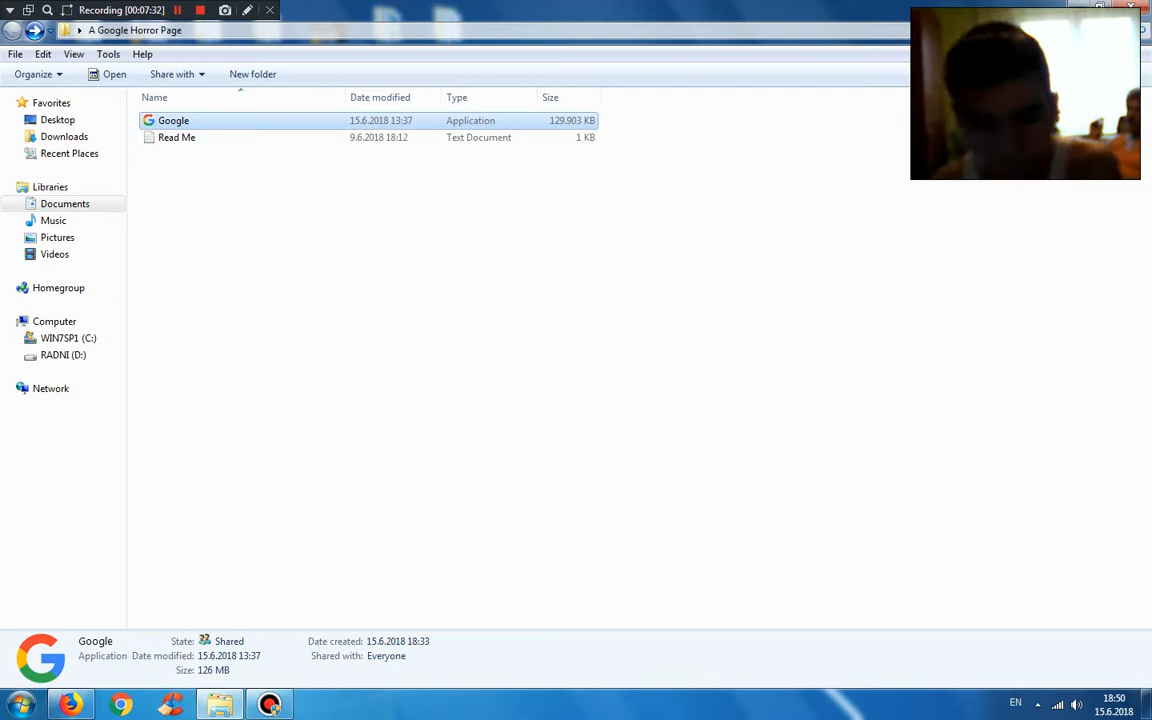 Recording [00:07:32]
A Google Horror Page
File Edit View Tools Help
Organize Open Share with New folder
Name Date modified Type Size
Favorites
Desktop
Downloads
Recent Places
Libraries
Documents
Music
Pictures
Videos
Homegroup
Computer
WIN7SP1 (C:)
RADNI (D:)
Network
Google 15.6.2018 13:37 Application 129.903 KB
Read Me 9.6.2018 18:12 Text Document 1 KB
Google State: Shared Date created: 15.6.2018 18:33
Application Date modified: 15.6.2018 13:37 Shared with: Everyone
Size: 126 MB
EN 18:50
15.6.2018